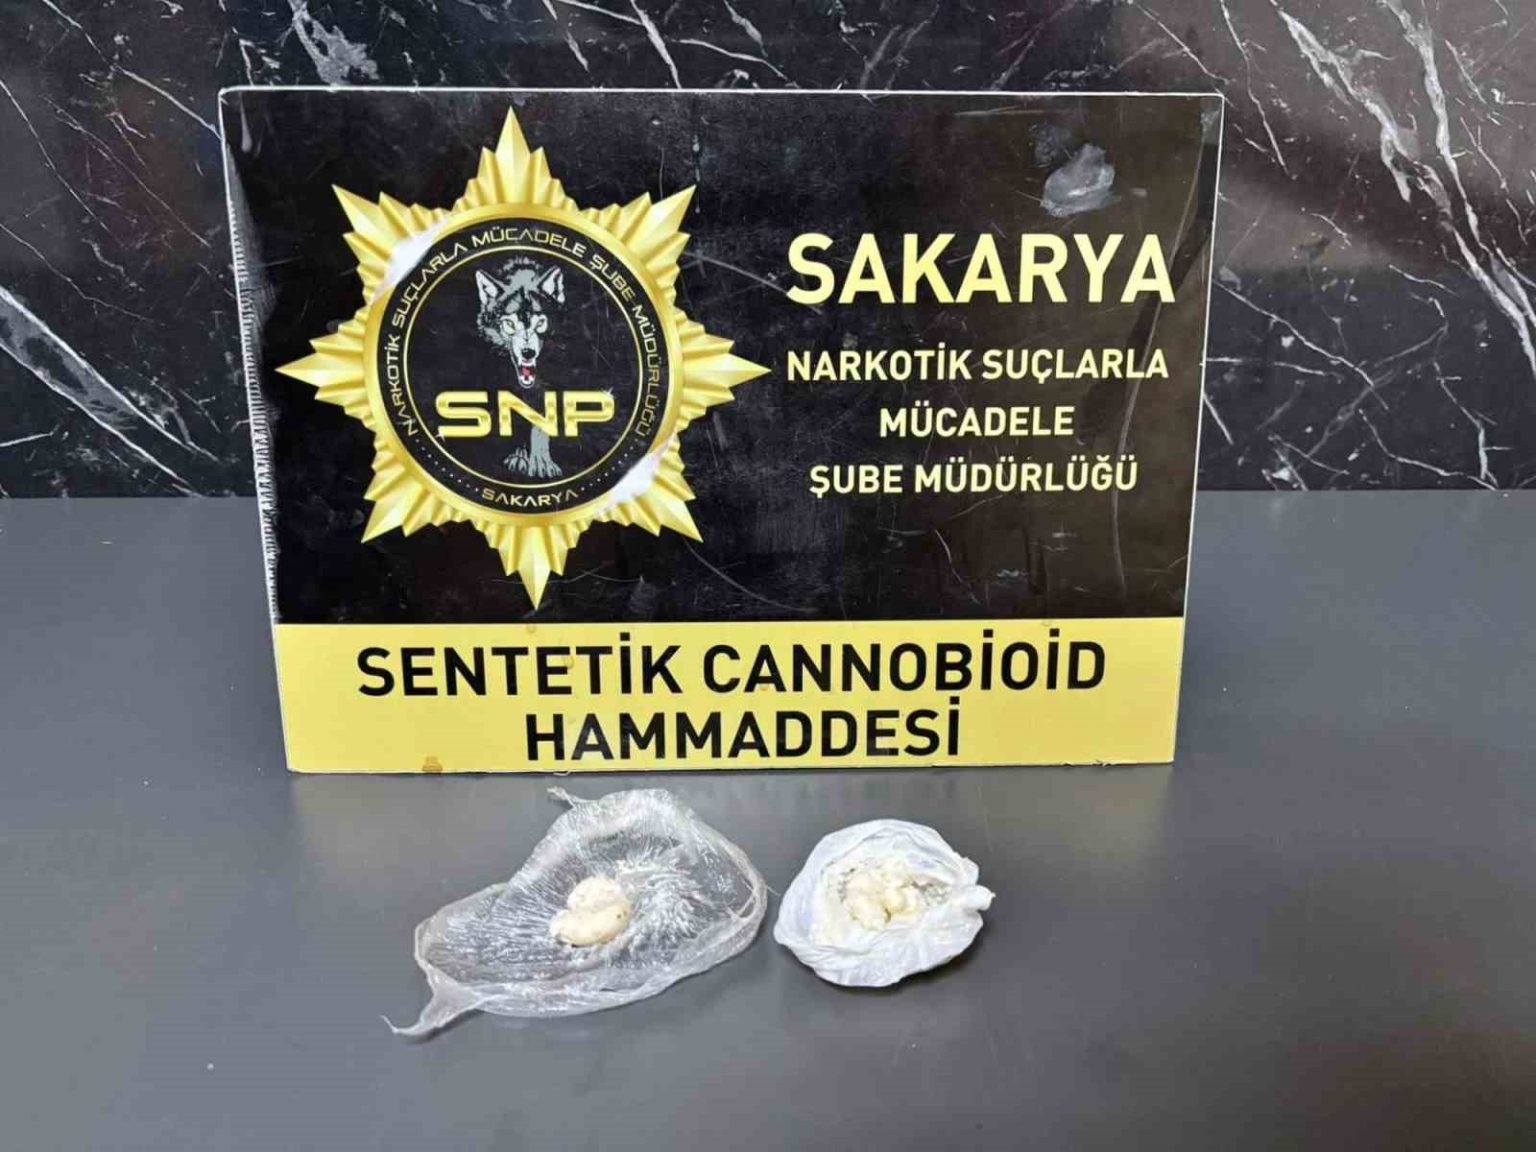 NARKOTİK SUÇLARLA MÜCADELE ŞUBE MÜDÜRLÜĞÜ
SNP
SAKARYA
SAKARYA
NARKOTİK SUÇLARLA
MÜCADELE
ŞUBE MÜDÜRLÜĞÜ
SENTETİK CANNOBİOİD
HAMMADDESİ